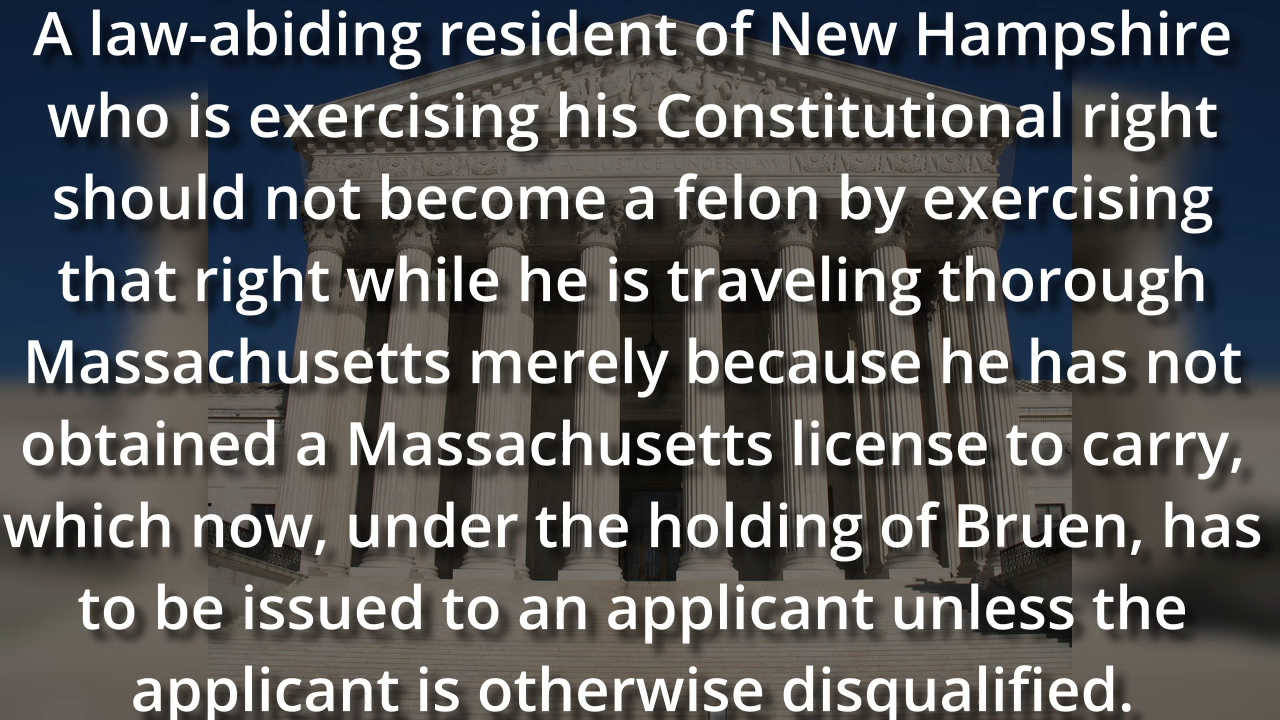 A law-abiding resident of New Hampshire
who is exercising his Constitutional right
should not become a felon by exercising
that right while he is traveling thorough
Massachusetts merely because he has not
obtained a Massachusetts license to carry,
which now, under the holding of Bruen, has
to be issued to an applicant unless the
applicant is otherwise disqualified.